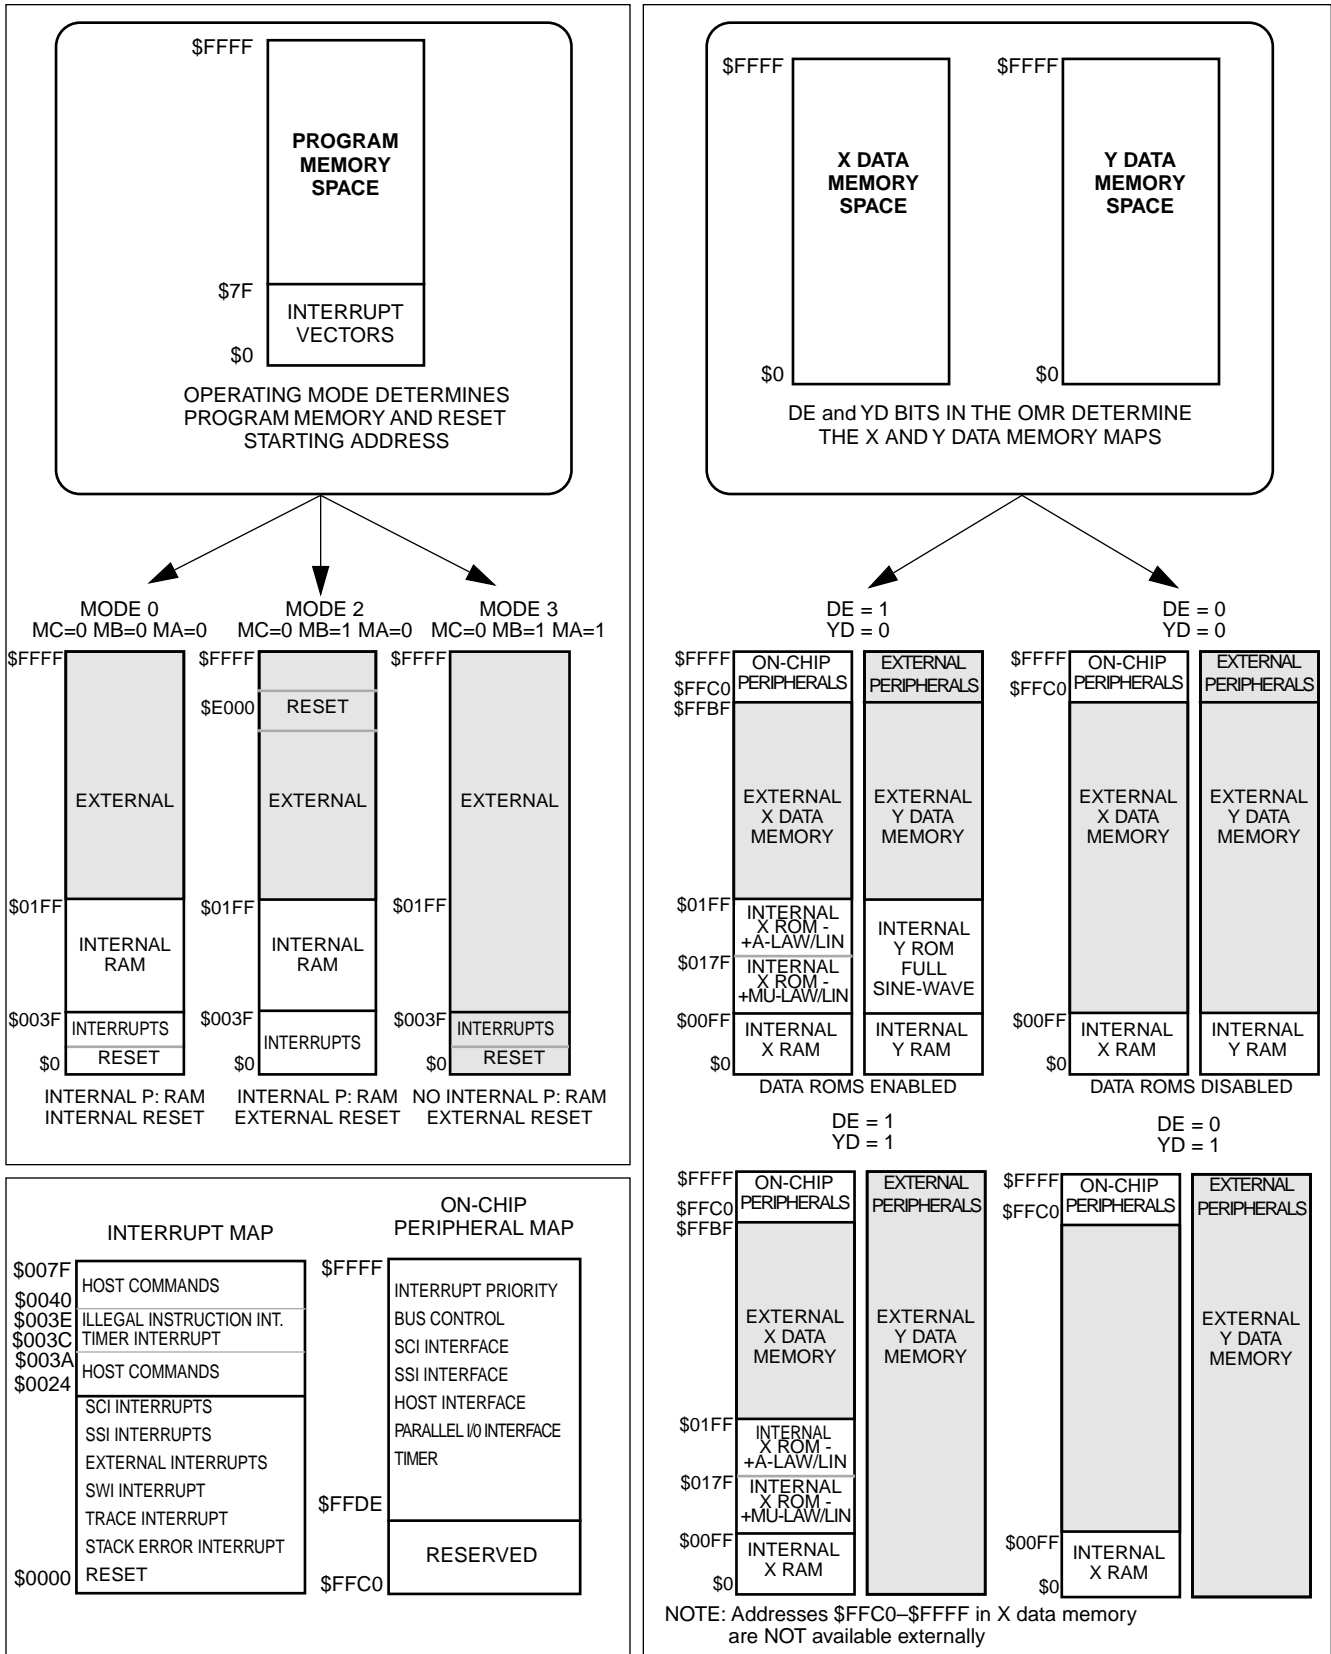 $FFFF
PROGRAM
MEMORY
SPACE
$7F
INTERRUPT
VECTORS
$0
OPERATING MODE DETERMINES
PROGRAM MEMORY AND RESET
STARTING ADDRESS
MODE 0
MC=0 MB=0 MA=0
$FFFF
EXTERNAL
$01FF
INTERNAL
RAM
$003F
INTERRUPTS
RESET
$0
INTERNAL P: RAM
INTERNAL RESET
MODE 2
MC=0 MB=1 MA=0
$FFFF
$E000
RESET
EXTERNAL
$01FF
INTERNAL
RAM
$003F
INTERRUPTS
$0
INTERNAL P: RAM
EXTERNAL RESET
MODE 3
MC=0 MB=1 MA=1
$FFFF
EXTERNAL
$01FF
$003F
INTERRUPTS
RESET
$0
NO INTERNAL P: RAM
EXTERNAL RESET
INTERRUPT MAP
$007F
HOST COMMANDS
$0040
$003E
ILLEGAL INSTRUCTION INT.
$003C
TIMER INTERRUPT
$003A
HOST COMMANDS
$0024
SCI INTERRUPTS
SSI INTERRUPTS
EXTERNAL INTERRUPTS
SWI INTERRUPT
TRACE INTERRUPT
STACK ERROR INTERRUPT
RESET
$0000
ON-CHIP
PERIPHERAL MAP
$FFFF
INTERRUPT PRIORITY
BUS CONTROL
SCI INTERFACE
SSI INTERFACE
HOST INTERFACE
PARALLEL I/0 INTERFACE
TIMER
$FFDE
RESERVED
$FFC0
$FFFF
X DATA
MEMORY
SPACE
$0
$FFFF
Y DATA
MEMORY
SPACE
$0
DE and YD BITS IN THE OMR DETERMINE
THE X AND Y DATA MEMORY MAPS
DE = 1
YD = 0
$FFFF
$FFC0
$FFBF
ON-CHIP
PERIPHERALS
EXTERNAL
X DATA
MEMORY
$01FF
INTERNAL
X ROM -
+A-LAW/LIN
$017F
INTERNAL
X ROM -
+MU-LAW/LIN
$00FF
INTERNAL
X RAM
$0
EXTERNAL
PERIPHERALS
EXTERNAL
Y DATA
MEMORY
INTERNAL
Y ROM
FULL
SINE-WAVE
INTERNAL
Y RAM
DATA ROMS ENABLED
DE = 0
YD = 0
$FFFF
$FFC0
ON-CHIP
PERIPHERALS
EXTERNAL
X DATA
MEMORY
$00FF
INTERNAL
X RAM
$0
EXTERNAL
PERIPHERALS
EXTERNAL
Y DATA
MEMORY
INTERNAL
Y RAM
DATA ROMS DISABLED
DE = 1
YD = 1
$FFFF
$FFC0
$FFBF
ON-CHIP
PERIPHERALS
EXTERNAL
X DATA
MEMORY
$01FF
INTERNAL
X ROM -
+A-LAW/LIN
$017F
INTERNAL
X ROM -
+MU-LAW/LIN
$00FF
INTERNAL
X RAM
$0
EXTERNAL
PERIPHERALS
EXTERNAL
Y DATA
MEMORY
DE = 0
YD = 1
$FFFF
$FFC0
ON-CHIP
PERIPHERALS
$00FF
INTERNAL
X RAM
$0
EXTERNAL
PERIPHERALS
EXTERNAL
Y DATA
MEMORY
NOTE: Addresses $FFC0–$FFFF in X data memory
are NOT available externally